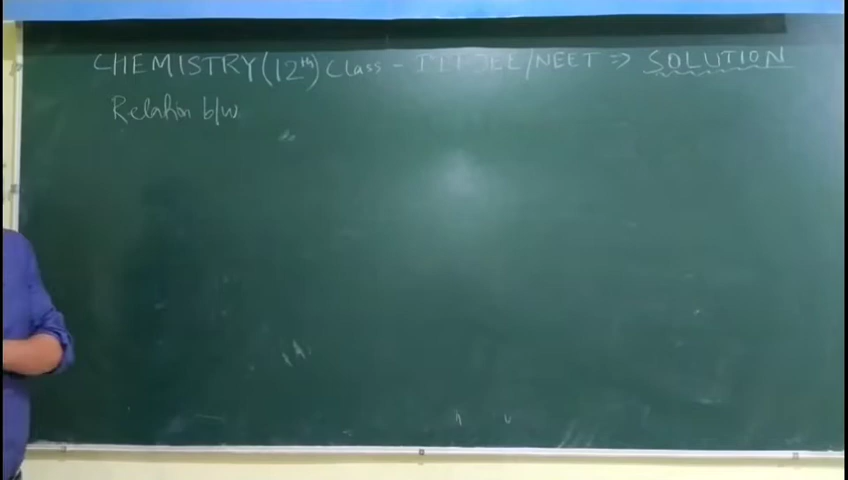 CHEMISTRY(12th) Class - IIT-JEE/NEET ⇒ SOLUTION
Relation b/w